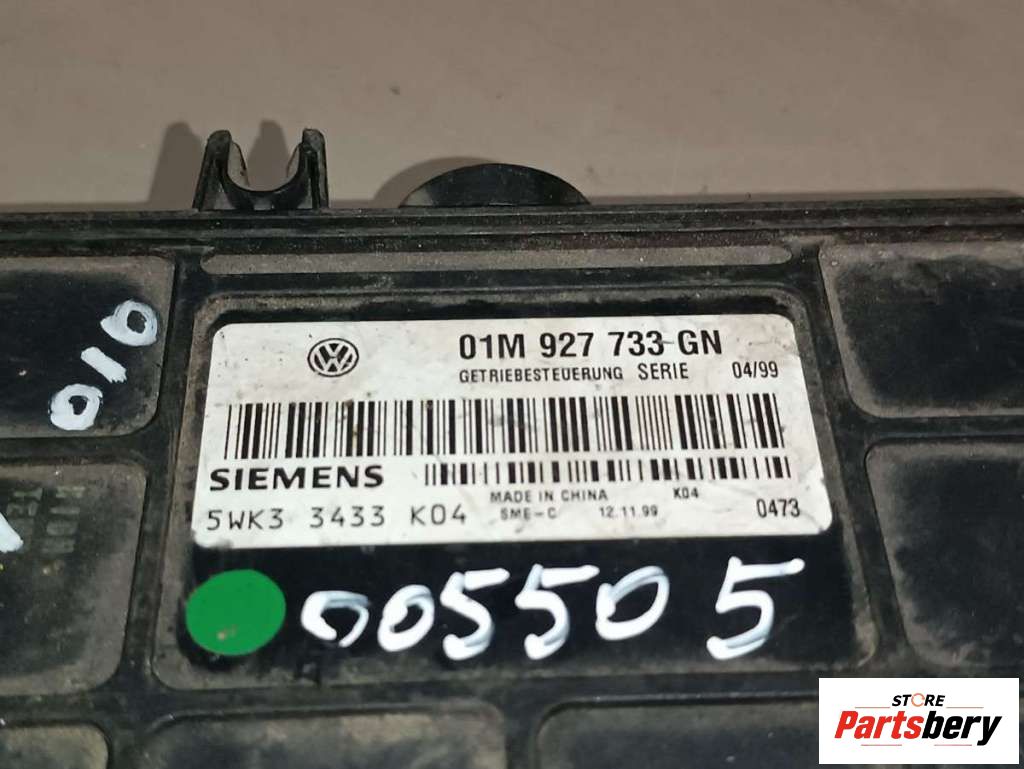 STORE
Partsbery
010
01M 927 733 GN
GETRIEBESTEUERUNG SERIE 04/99
SIEMENS
MADE IN CHINA K04
5WK3 3433 K04 SME-C 12.11.99 0473
005505